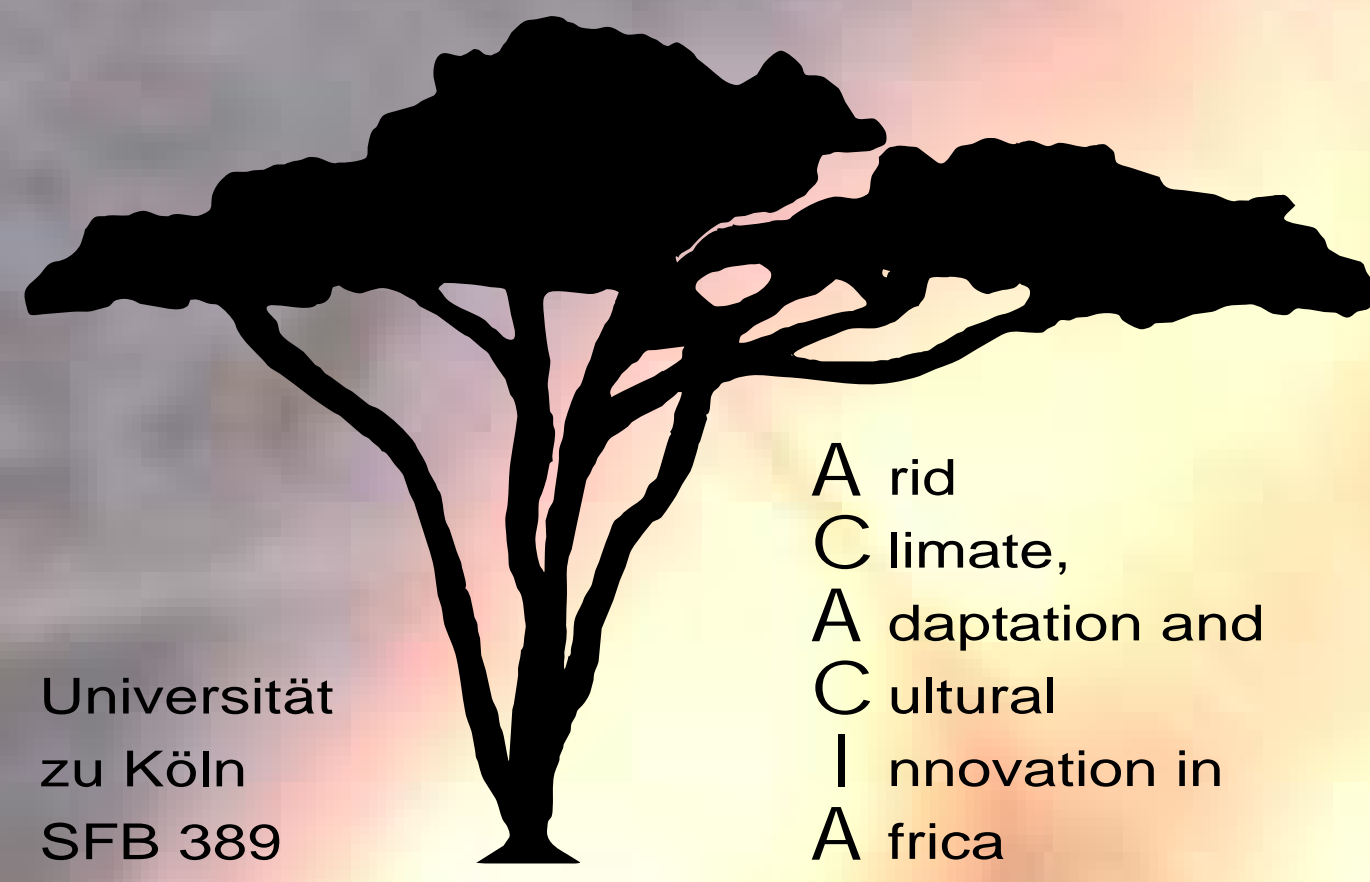 Universität
zu Köln
SFB 389
A rid
C limate,
A daptation and
C ultural
I nnovation in
A frica